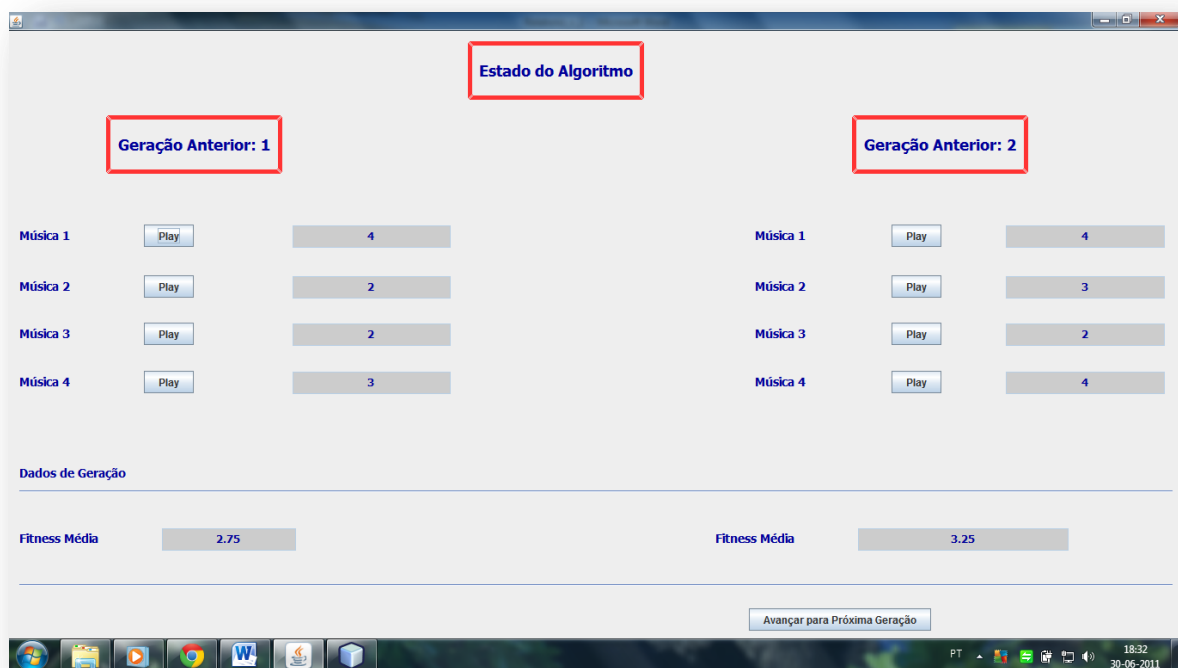 Estado do Algoritmo
Geração Anterior: 1
Geração Anterior: 2
Música 1 Play 4
Música 1 Play 4
Música 2 Play 2
Música 2 Play 3
Música 3 Play 2
Música 3 Play 2
Música 4 Play 3
Música 4 Play 4
Dados de Geração
Fitness Média 2.75
Fitness Média 3.25
Avançar para Próxima Geração
PT
18:32
30-06-2011